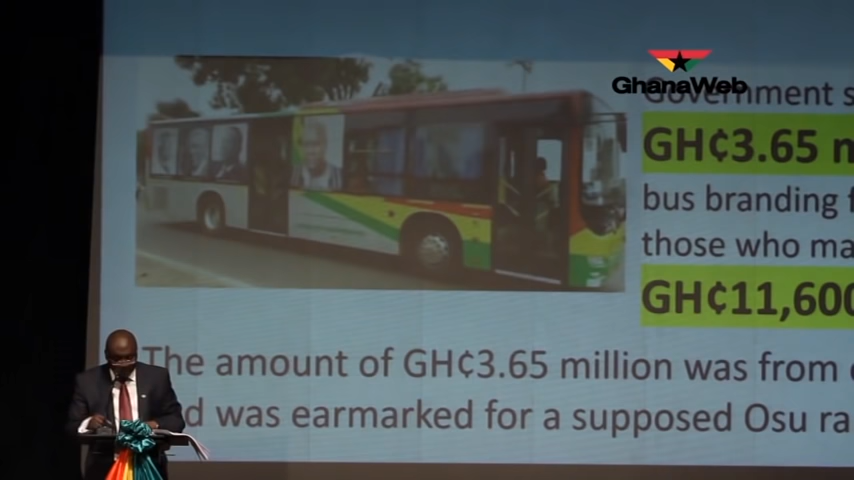 GhanaWeb
Government s
GH₵3.65 m
bus branding f
those who ma
GH₵11,600
The amount of GH₵3.65 million was from
was earmarked for a supposed Osu ra